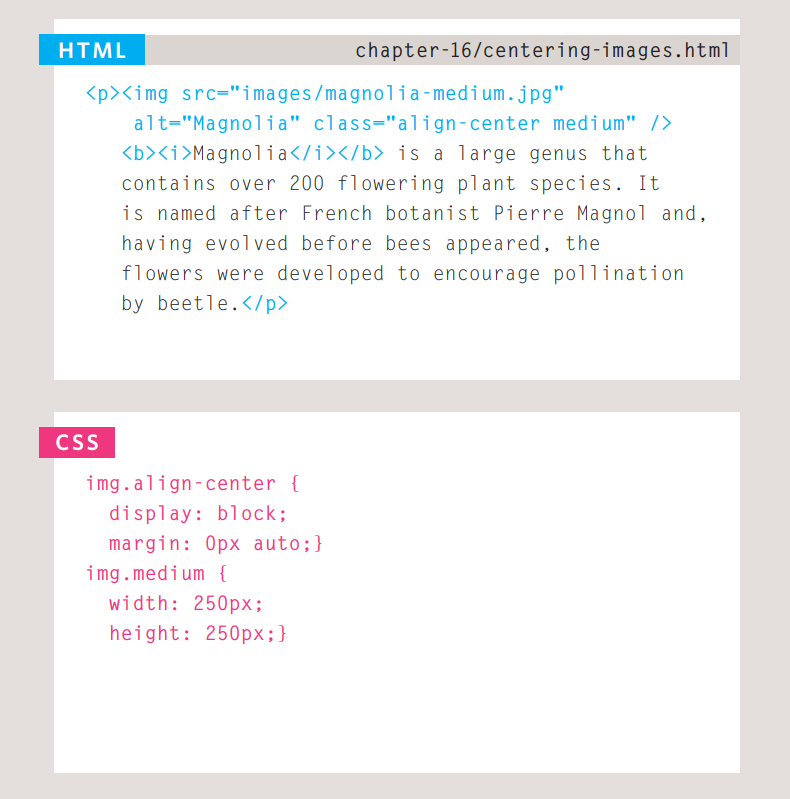 HTML
chapter-16/centering-images.html
<p><img src="images/magnolia-medium.jpg"
alt="Magnolia" class="align-center medium" />
<b><i>Magnolia</i></b> is a large genus that
contains over 200 flowering plant species. It
is named after French botanist Pierre Magnol and,
having evolved before bees appeared, the
flowers were developed to encourage pollination
by beetle.</p>
CSS
img.align-center {
display: block;
margin: 0px auto;}
img.medium {
width: 250px;
height: 250px;}